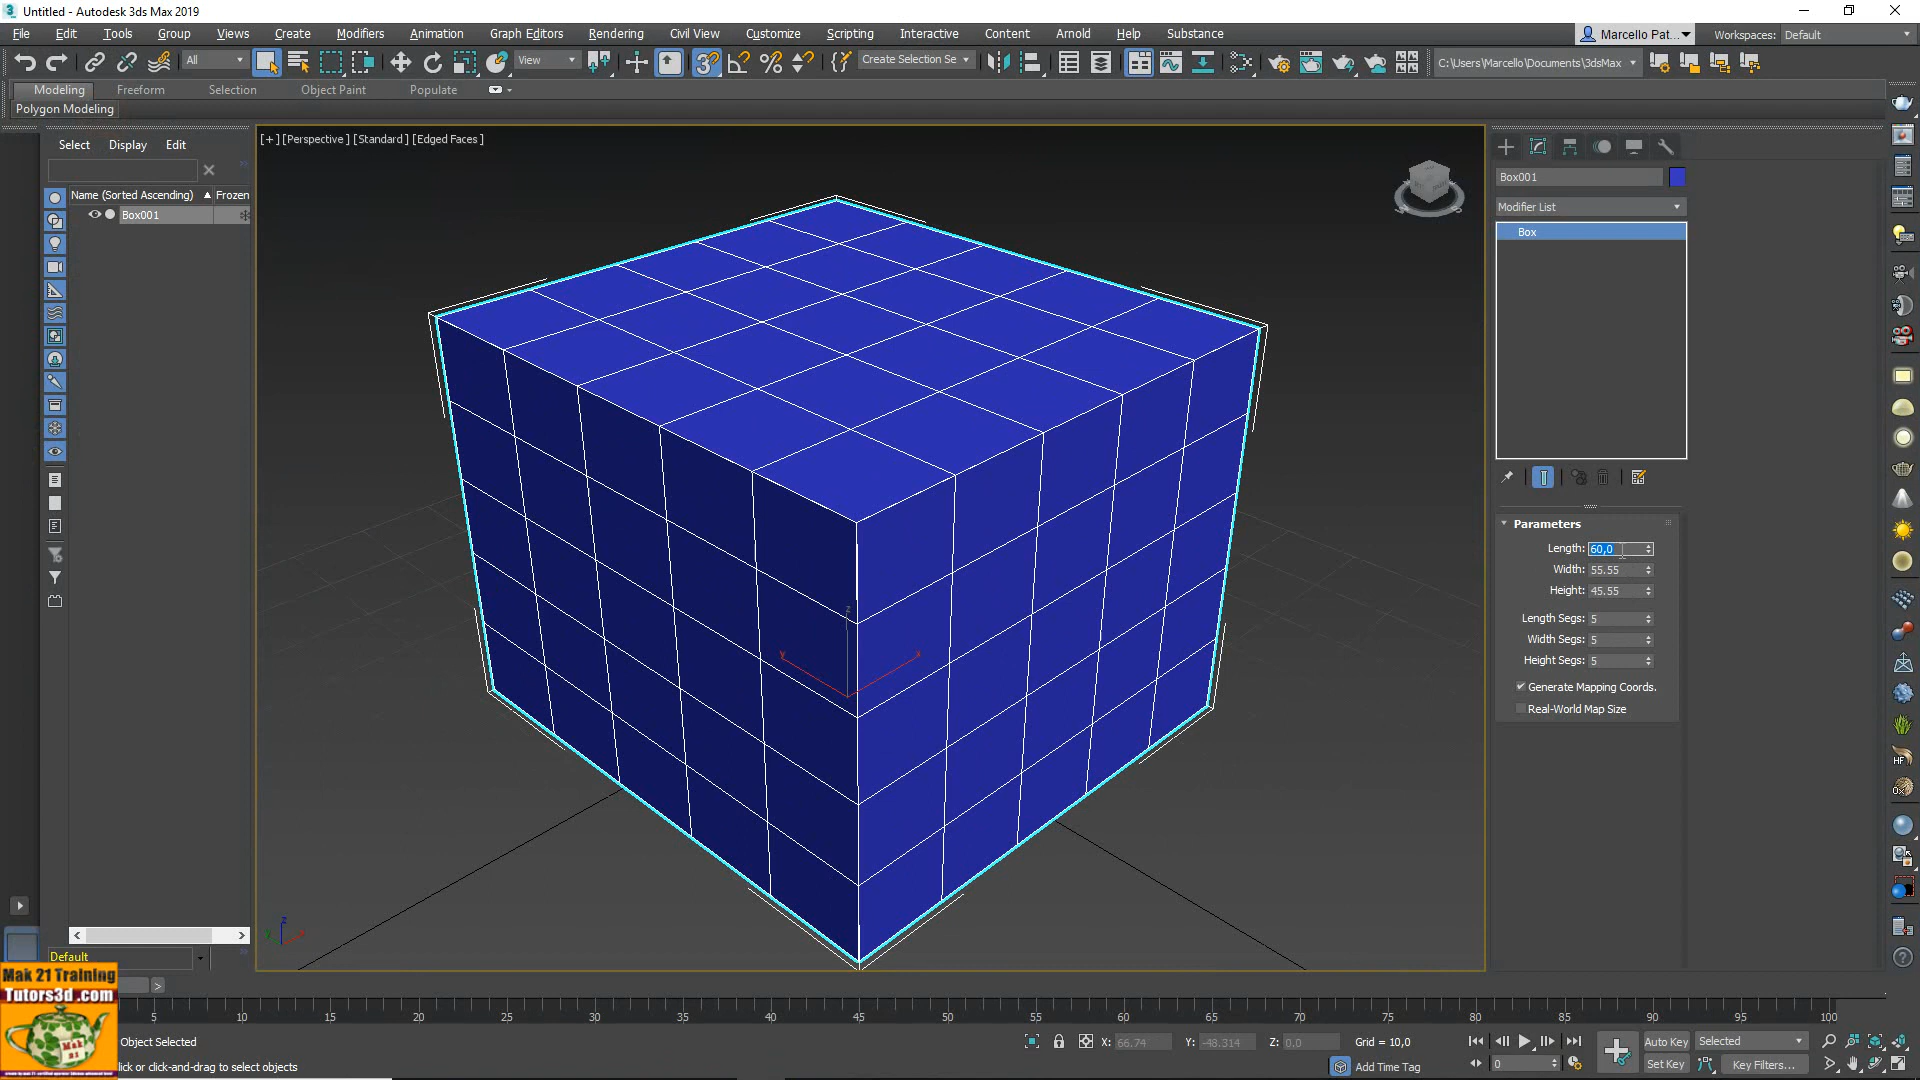 Untitled - Autodesk 3ds Max 2019
File Edit Tools Group Views Create Modifiers Animation Graph Editors Rendering Civil View Customize Scripting Interactive Content Arnold Help Substance
Marcello Pat... Workspaces: Default
All View Create Selection Se C:\Users\Marcello\Documents\3dsMax
Modeling Freeform Selection Object Paint Populate
Polygon Modeling
Select Display Edit
[+] [Perspective ] [Standard ] [Edged Faces ]
Name (Sorted Ascending) Frozen
Box001
Box001
Modifier List
Box
Parameters
Length: 60,0
Width: 55.55
Height: 45.55
Length Segs: 5
Width Segs: 5
Height Segs: 5
Generate Mapping Coords.
Real-World Map Size
z
y
x
z
y
x
Default
Mak 21 Training
Tutors3d .com
Mak 21
5 10 15 20 25 30 35 40 45 50 55 60 65 70 75 80 85 90 95 100
Object Selected
X: 66.74 Y: -48.314 Z: 0.0 Grid = 10,0
Auto Key Selected
lick or click-and-drag to select objects
Add Time Tag
0
Set Key Key Filters...